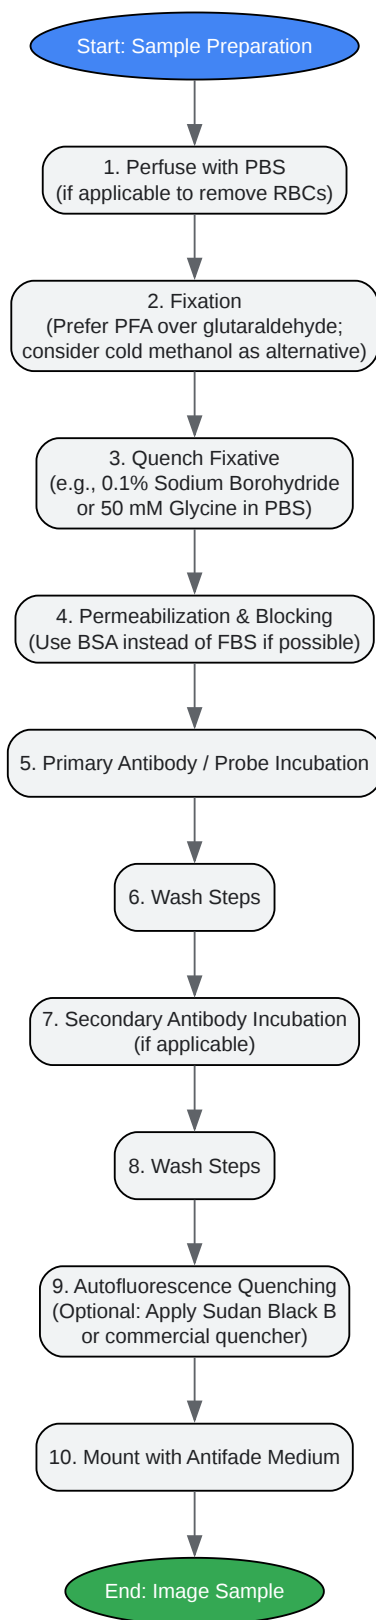 Start: Sample Preparation
1. Perfuse with PBS
(if applicable to remove RBCs)
2. Fixation
(Prefer PFA over glutaraldehyde;
consider cold methanol as alternative)
3. Quench Fixative
(e.g., 0.1% Sodium Borohydride
or 50 mM Glycine in PBS)
4. Permeabilization & Blocking
(Use BSA instead of FBS if possible)
5. Primary Antibody / Probe Incubation
6. Wash Steps
7. Secondary Antibody Incubation
(if applicable)
8. Wash Steps
9. Autofluorescence Quenching
(Optional: Apply Sudan Black B
or commercial quencher)
10. Mount with Antifade Medium
End: Image Sample